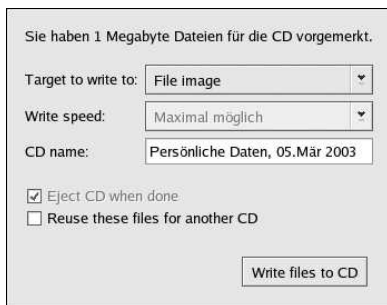 Sie haben 1 Megabyte Dateien für die CD vorgemerkt.
Target to write to: File image
Write speed: Maximal möglich
CD name: Persönliche Daten, 05.Mär 2003
Eject CD when done
Reuse these files for another CD
Write files to CD